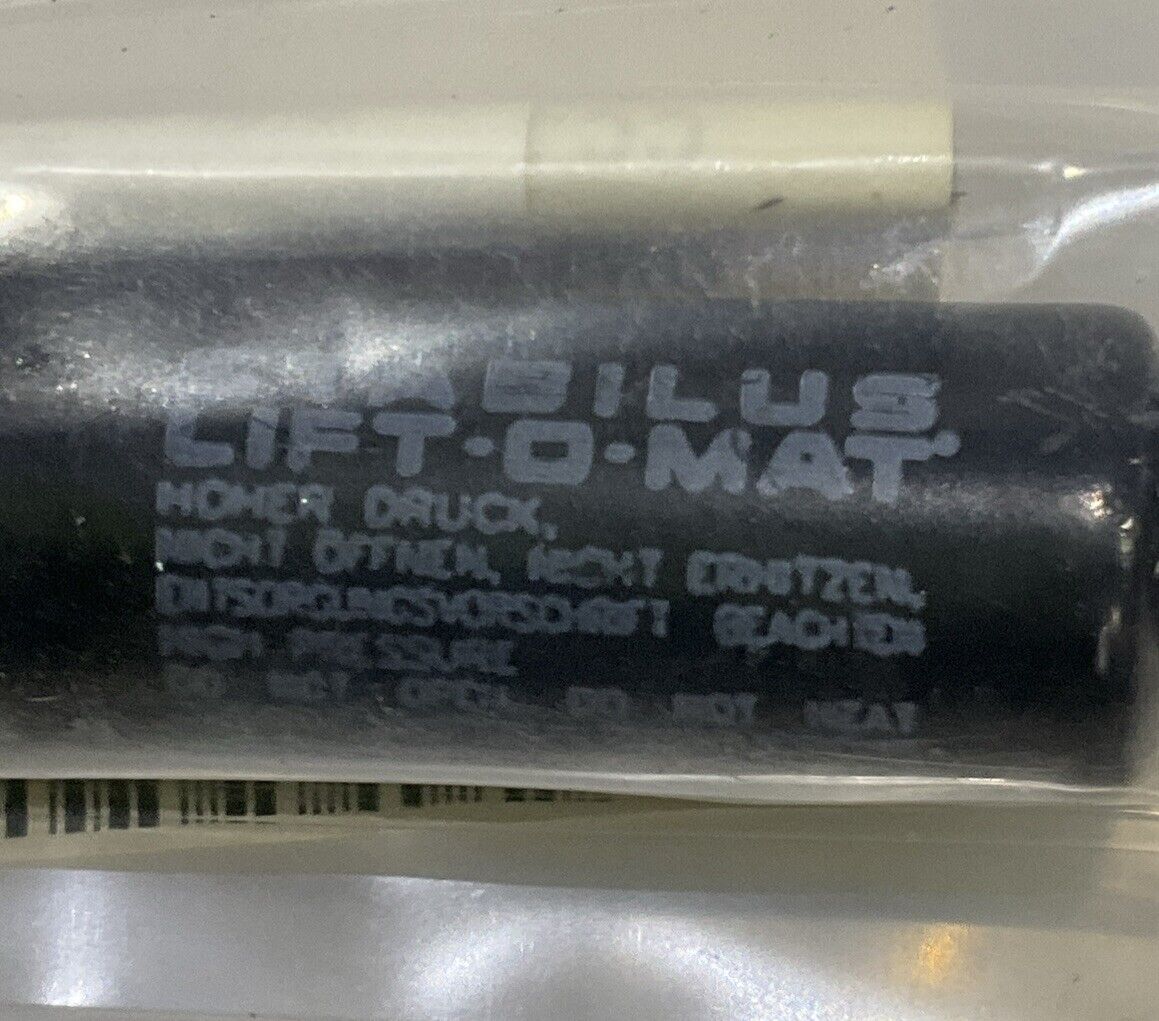 STABILUS
LIFT-O-MAT
HOHER DRUCK,
NICHT ÖFFNEN, NICHT ERHITZEN,
ENTSORGUNGSVORSCHRIFT BEACHTEN
HIGH PRESSURE
DO NOT OPEN DO NOT HEAT